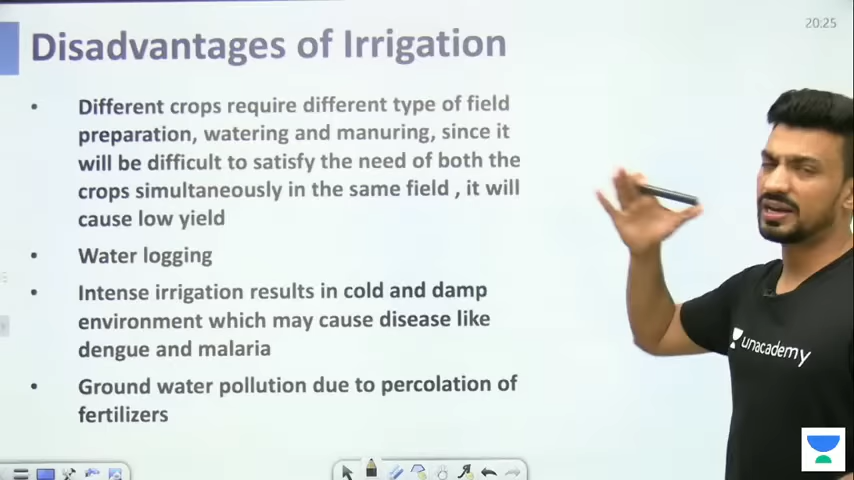 20:25
Disadvantages of Irrigation
• Different crops require different type of field
preparation, watering and manuring, since it
will be difficult to satisfy the need of both the
crops simultaneously in the same field , it will
cause low yield
• Water logging
• Intense irrigation results in cold and damp
environment which may cause disease like
dengue and malaria
• Ground water pollution due to percolation of
fertilizers
unacademy